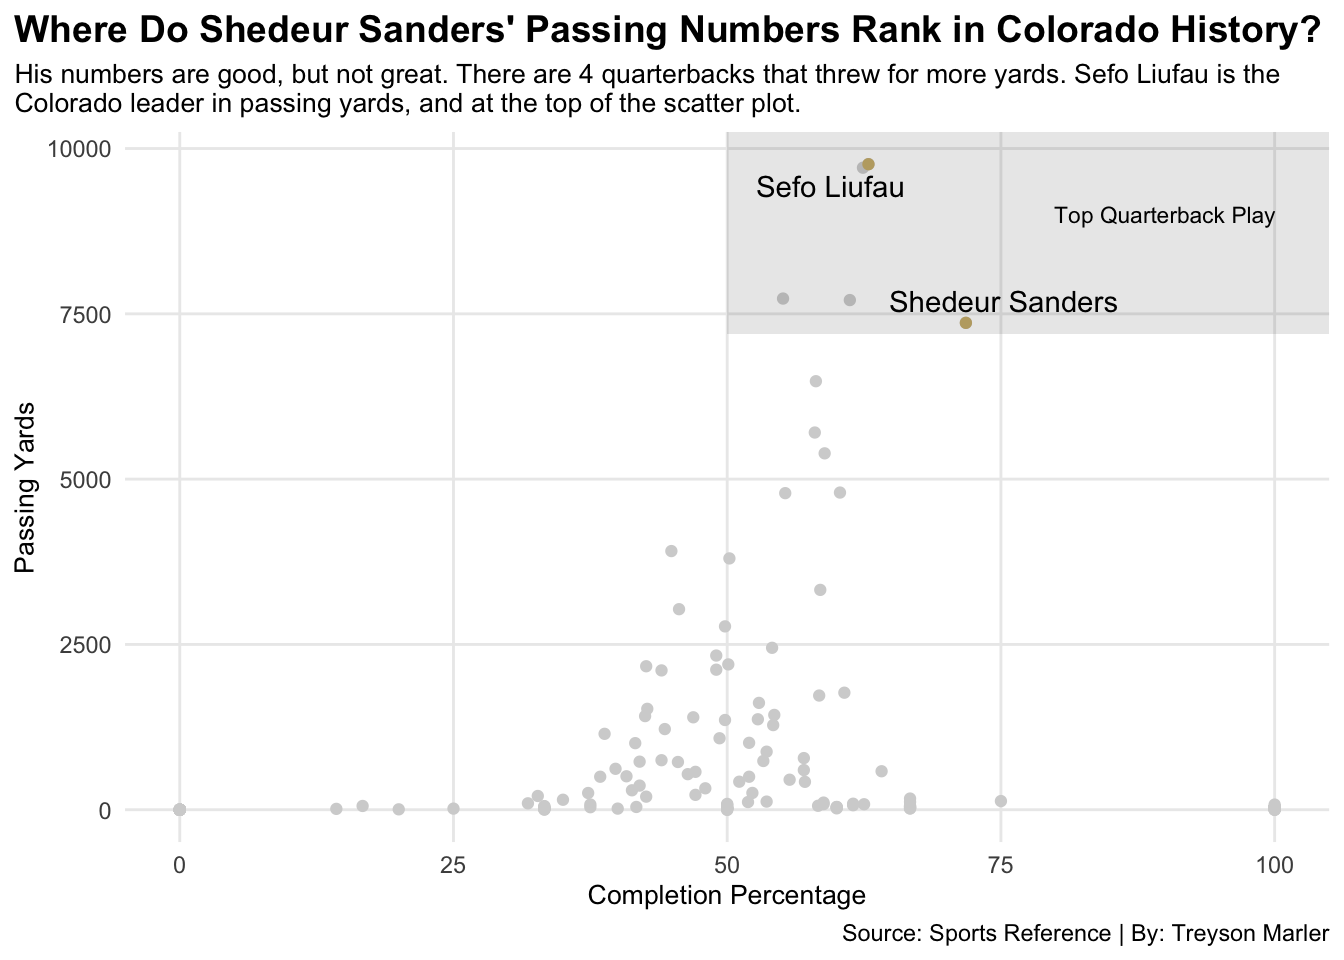 Where Do Shedeur Sanders' Passing Numbers Rank in Colorado History?
His numbers are good, but not great. There are 4 quarterbacks that threw for more yards. Sefo Liufau is the
Colorado leader in passing yards, and at the top of the scatter plot.
10000
Sefo Liufau
Top Quarterback Play
Shedeur Sanders
7500
Passing Yards
5000
2500
0
0 25 50 75 100
Completion Percentage
Source: Sports Reference | By: Treyson Marler